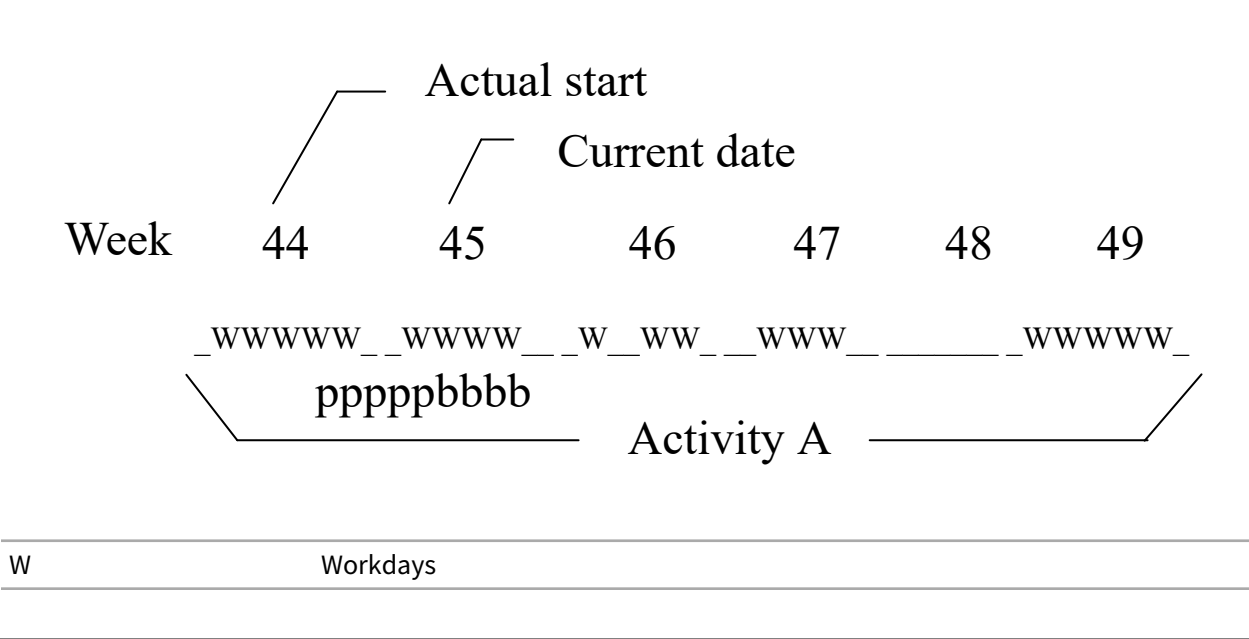 Actual start
Current date
Week 44 45 46 47 48 49
_WWWWW_ _WWWW__ _W__WW_ __WWW__ _______ _WWWWW_
pppppbbbb
Activity A
W Workdays